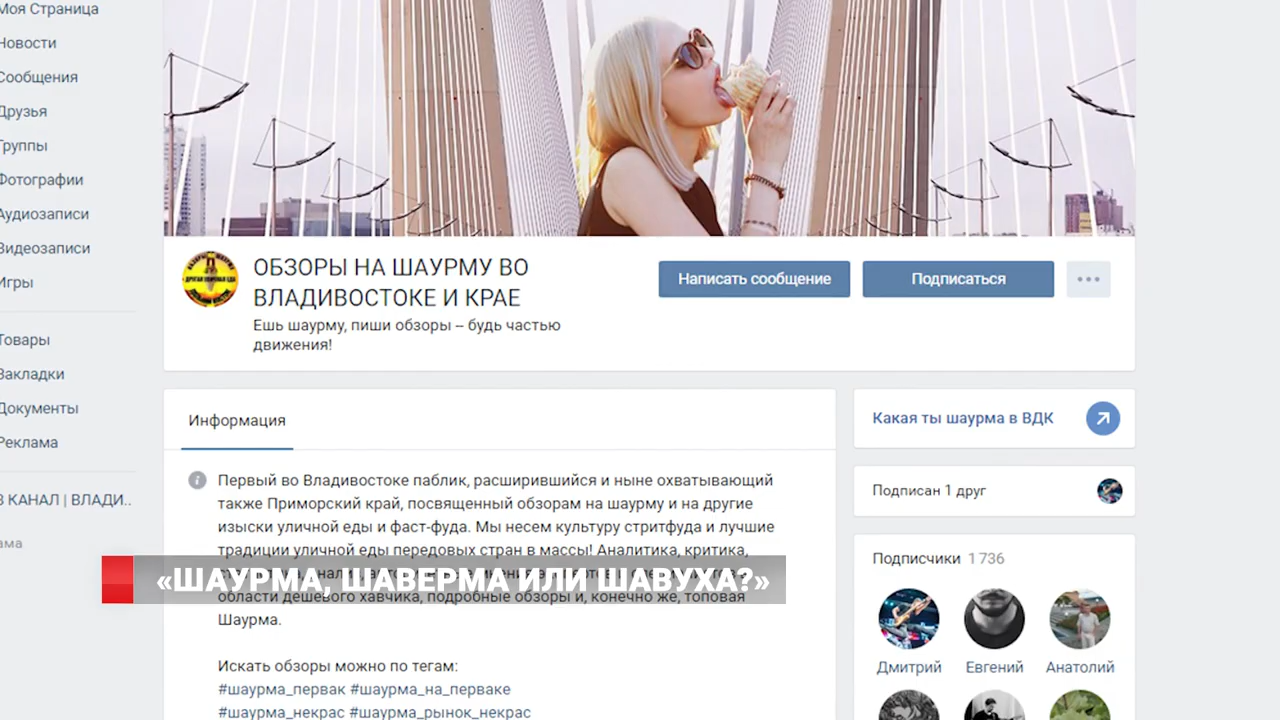 Моя Страница
Новости
Сообщения
Друзья
Группы
Фотографии
Аудиозаписи
Видеозаписи
Игры
Товары
Закладки
Документы
Реклама
В КАНАЛ | ВЛАДИ..
ОБЗОРЫ НА ШАУРМУ ВО
ВЛАДИВОСТОКЕ И КРАЕ
Ешь шаурму, пиши обзоры -- будь частью
движения!
Написать сообщение
Подписаться
Информация
Первый во Владивостоке паблик, расширившийся и ныне охватывающий
также Приморский край, посвященный обзорам на шаурму и на другие
изыски уличной еды и фаст-фуда. Мы несем культуру стритфуда и лучшие
традиции уличной еды передовых стран в массы! Аналитика, критика,
«ШАУРМА, ШАВЕРМА ИЛИ ШАВУХА?»
области дешевого хавчика, подробные обзоры и, конечно же, топовая
Шаурма.
Искать обзоры можно по тегам:
#шаурма_первак #шаурма_на_перваке
#шаурма_некрас #шаурма_рынок_некрас
Какая ты шаурма в ВДК
Подписан 1 друг
Подписчики 1 736
Дмитрий
Евгений
Анатолий